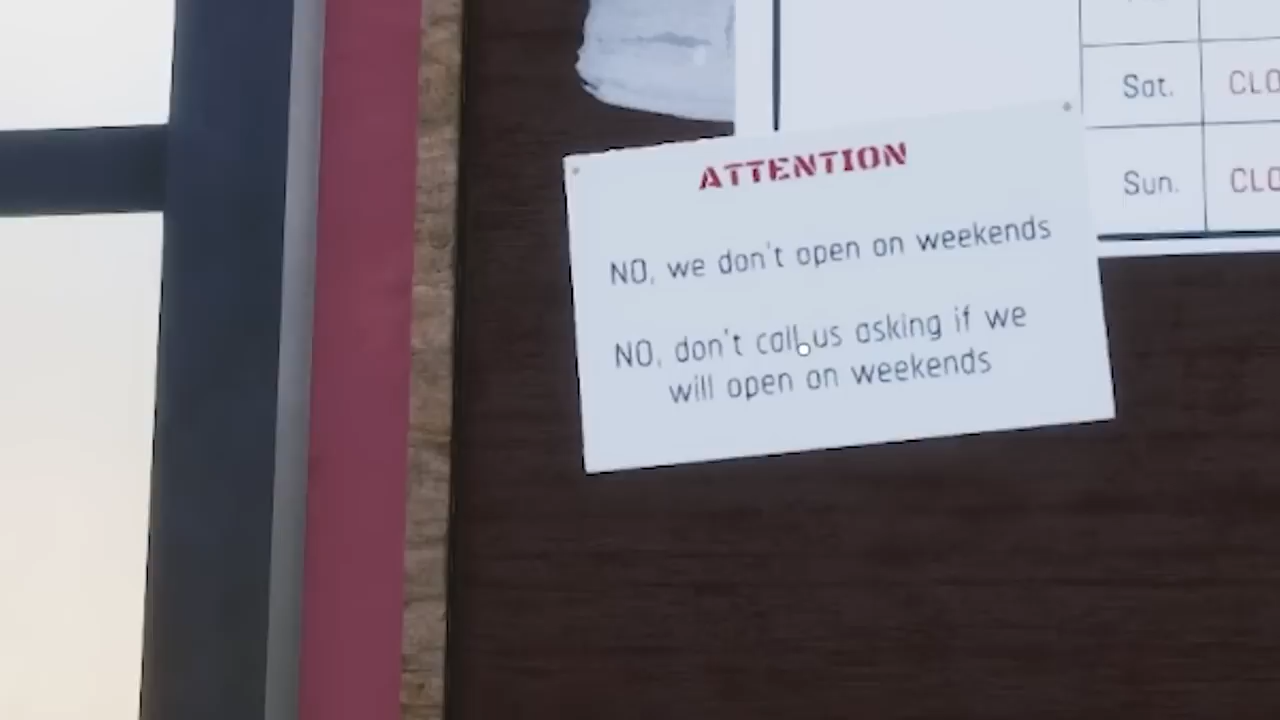 Sat.
Sun.
ATTENTION
NO, we don't open on weekends
NO, don't call us asking if we
will open on weekends